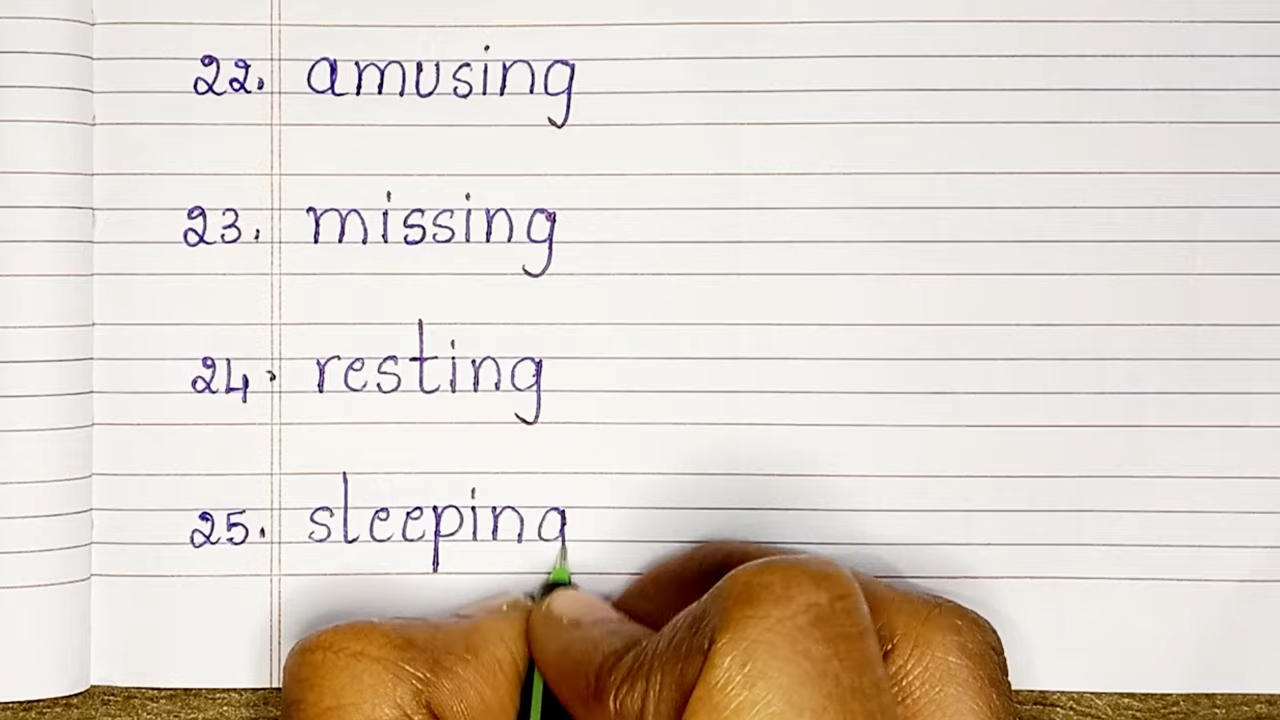 22. amusing
23. missing
24. resting
25. sleeping